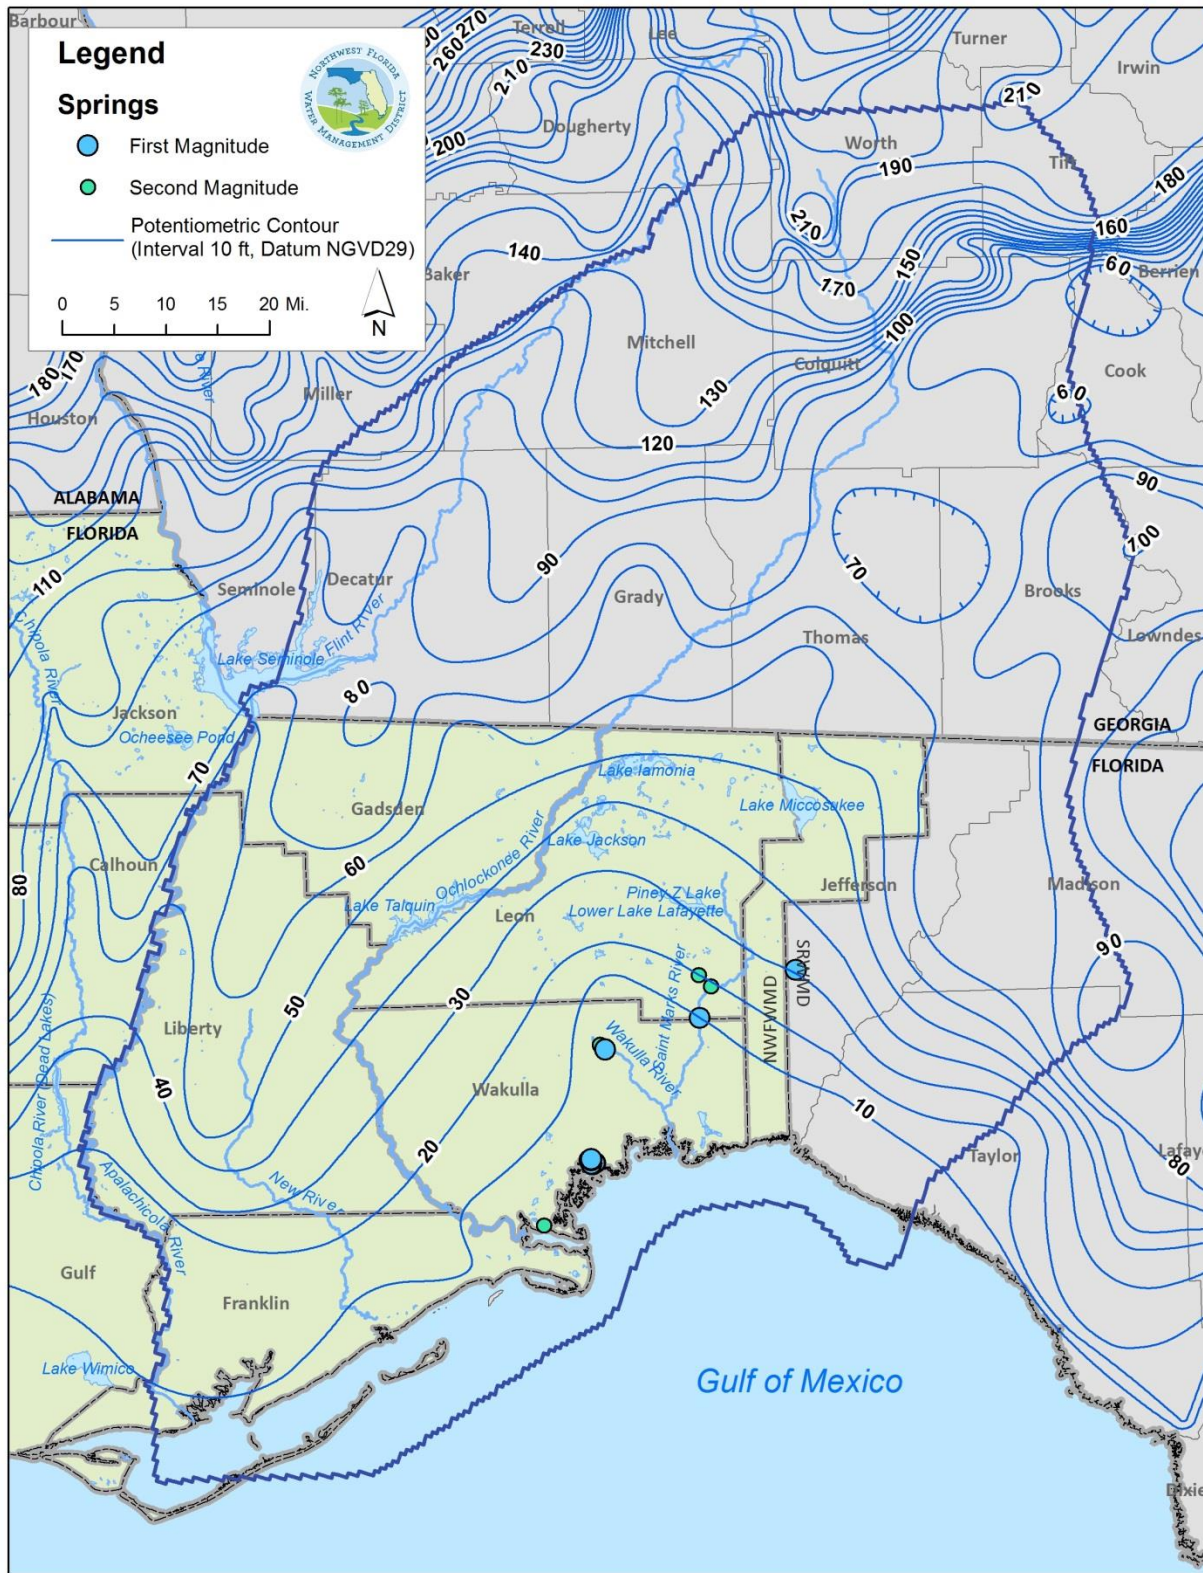 Barbour
Terrell
Lee
Turner
Irwin
Legend
NORTHWEST FLORIDA
WATER MANAGEMENT DISTRICT
Springs
First Magnitude
Second Magnitude
Potentiometric Contour
(Interval 10 ft, Datum NGVD29)
0 5 10 15 20 Mi.
N
270
260
230
210
200
210
Dougherty
Worth
Tift
190
180
210
160
60
Berrien
150
170
140
Baker
Mitchell
100
Colquitt
Cook
130
60
180
170
Miller
Houston
120
90
ALABAMA
FLORIDA
110
Seminole
Decatur
90
70
700
Grady
Brooks
Thomas
Lowndes
Chipola River
Flint River
Lake Seminole
80
Jackson
Ocheesee Pond
70
GEORGIA
FLORIDA
Lake Iamonia
Lake Miccosukee
Gadsden
Ochlockonee River
Lake Jackson
60
Calhoun
80
Jefferson
Madison
Piney Z Lake
Lower Lake Lafayette
Lake Talquin
Leon
90
SRWMD
NWFWMD
Saint Marks River
30
50
Liberty
Wakulla River
Chipola River (Dead Lakes)
40
Wakulla
10
20
Taylor
80
Apalachicola River
New River
Gulf
Franklin
Lake Wimico
Gulf of Mexico